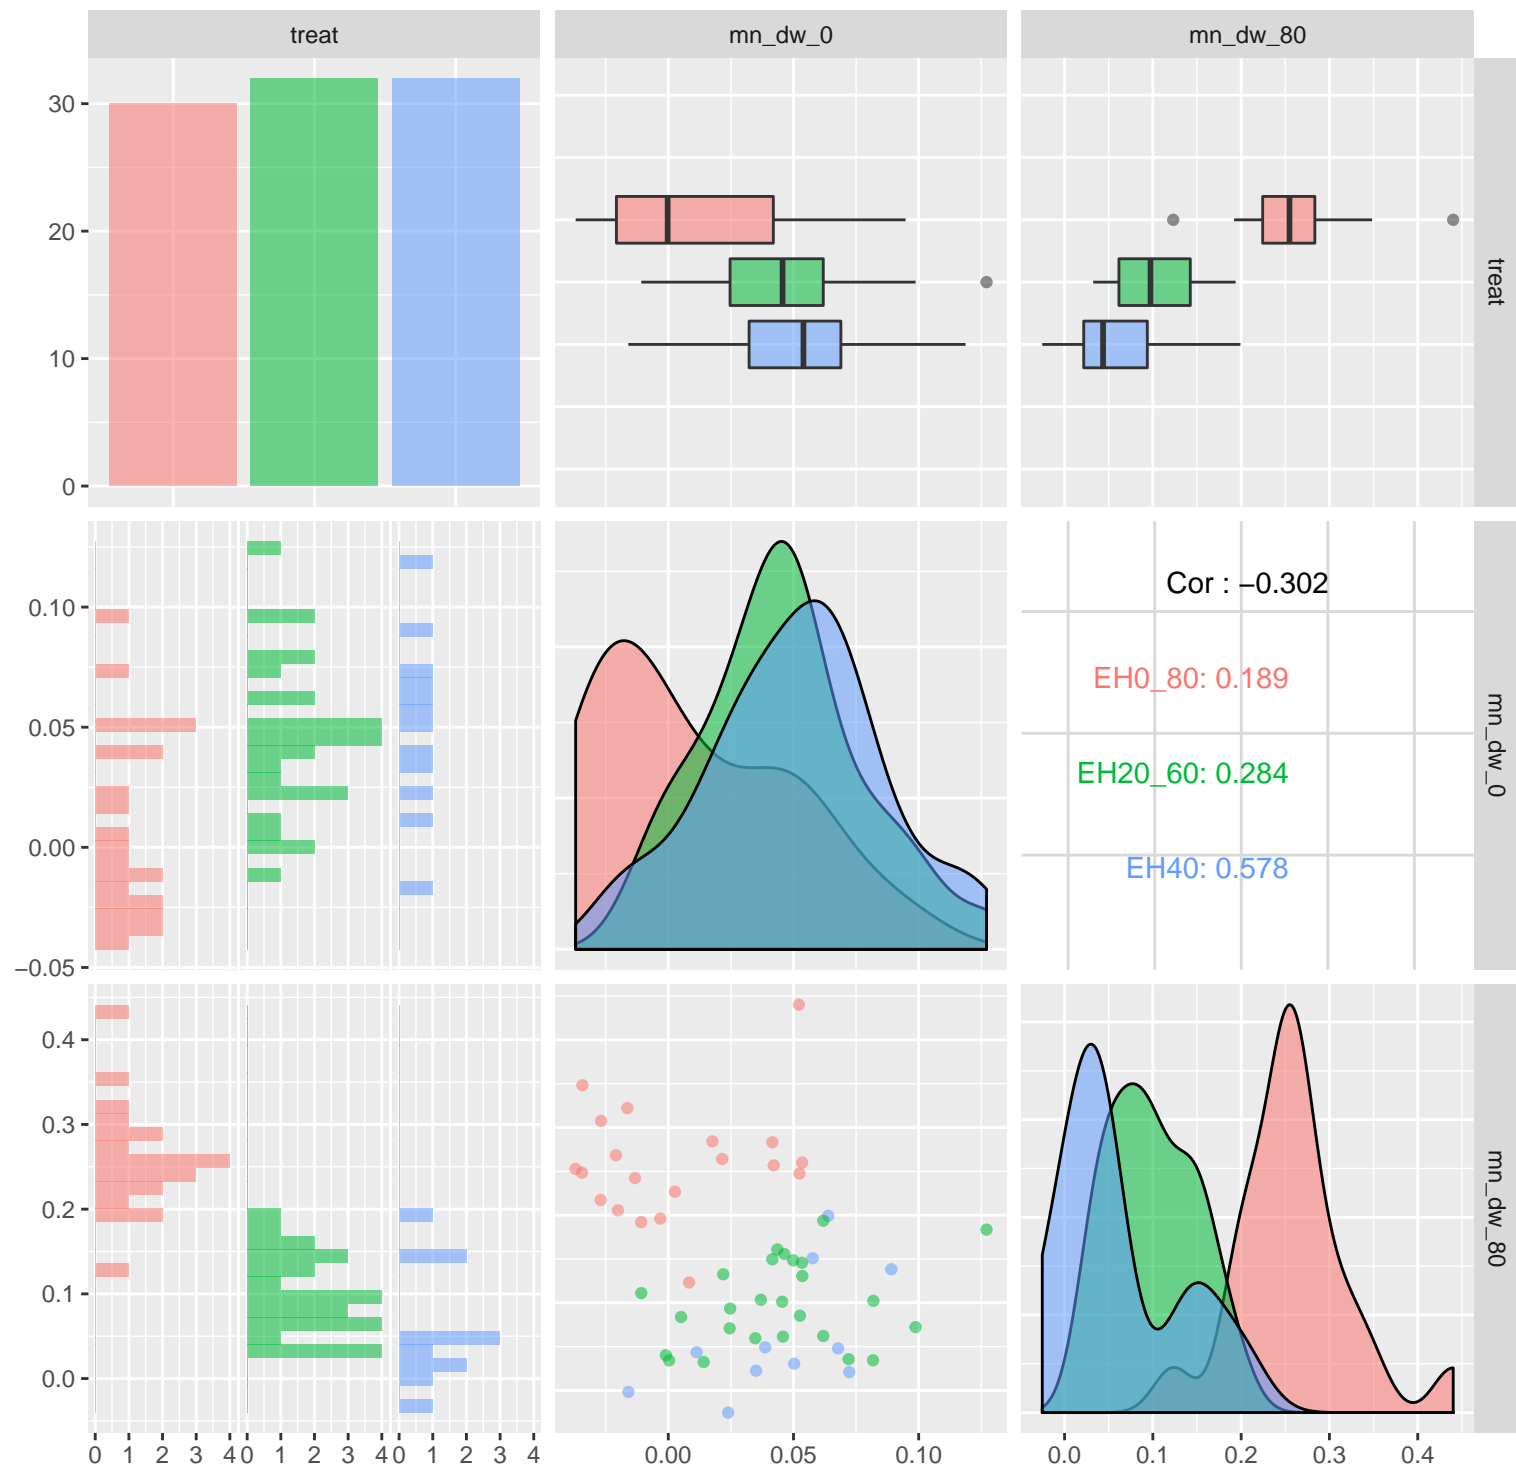 treat mn_dw_0 mn_dw_80
30
20
10
0
treat
0.10
0.05
0.00
−0.05
Cor : −0.302
EH0_80: 0.189
EH20_60: 0.284
EH40: 0.578
mn_dw_0
0.4
0.3
0.2
0.1
0.0
mn_dw_80
0 1 2 3 4 0 1 2 3 4 0 1 2 3 4 0.00 0.05 0.10 0.0 0.1 0.2 0.3 0.4